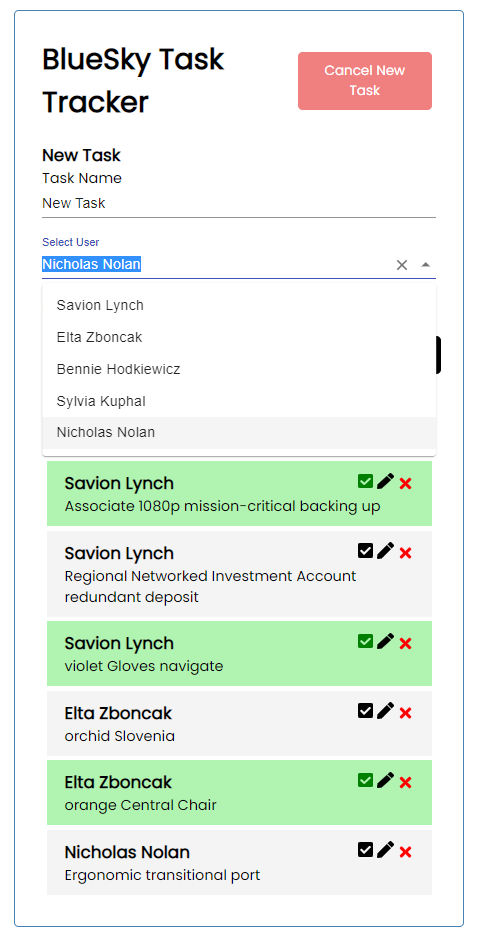 BlueSky Task
Tracker
Cancel New
Task
New Task
Task Name
New Task
Select User
Nicholas Nolan
Savion Lynch
Elta Zboncak
Bennie Hodkiewicz
Sylvia Kuphal
Nicholas Nolan
Savion Lynch
Associate 1080p mission-critical backing up
Savion Lynch
Regional Networked Investment Account
redundant deposit
Savion Lynch
violet Gloves navigate
Elta Zboncak
orchid Slovenia
Elta Zboncak
orange Central Chair
Nicholas Nolan
Ergonomic transitional port